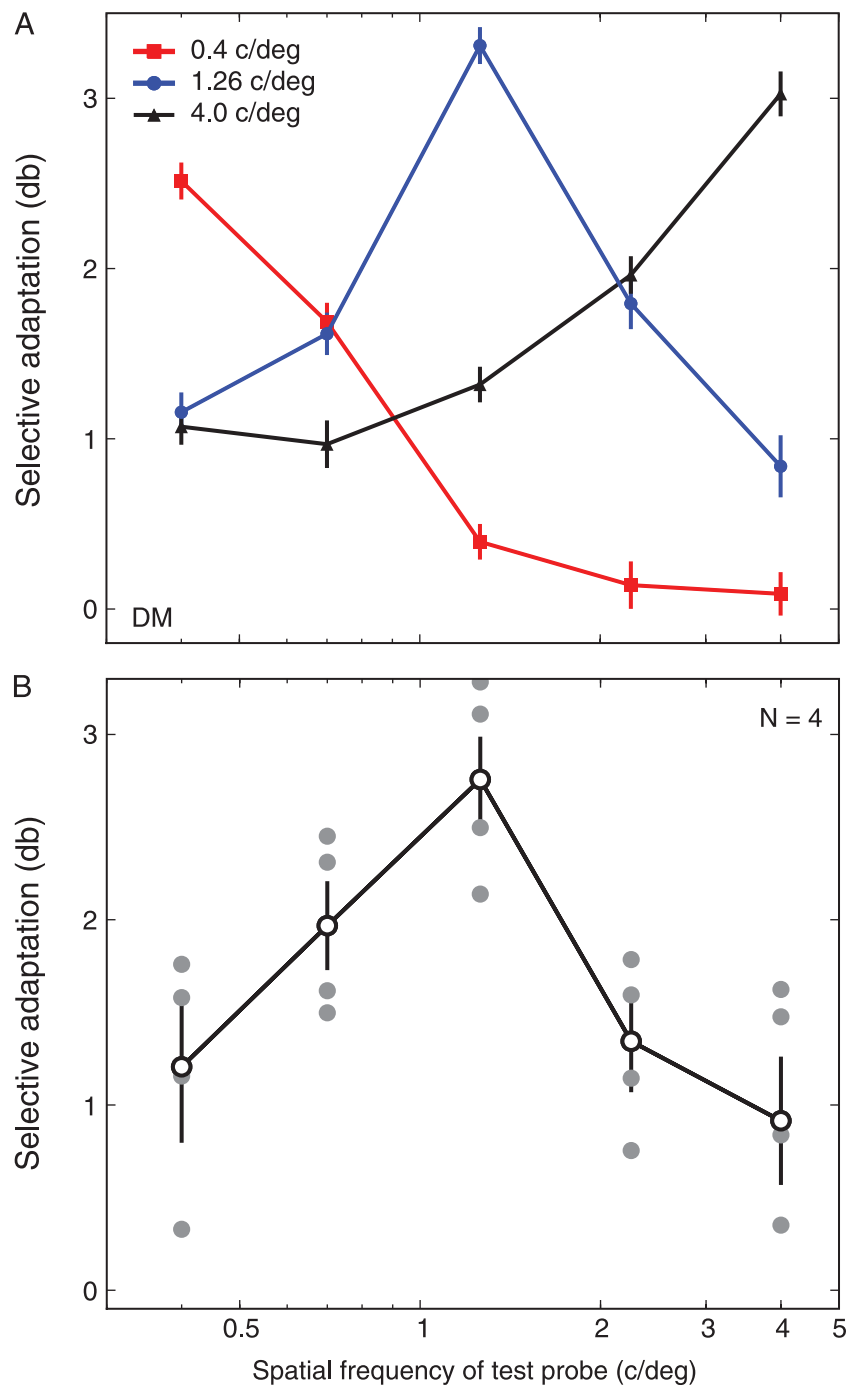 A
0.4 c/deg
1.26 c/deg
4.0 c/deg
3
2
1
0
Selective adaptation (db)
DM
B
N = 4
3
2
1
0
Selective adaptation (db)
0.5 1 2 3 4 5
Spatial frequency of test probe (c/deg)